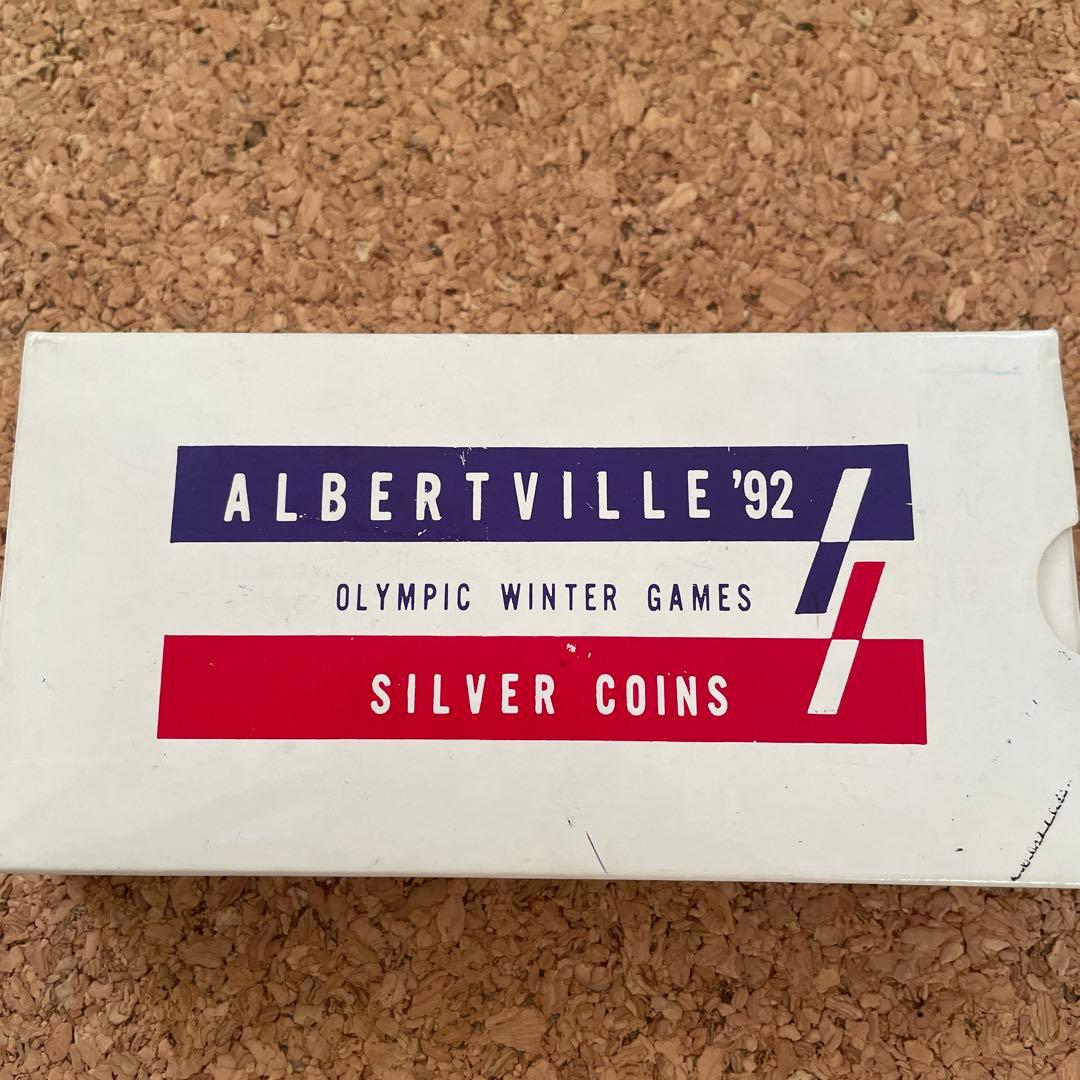 ALBERTVILLE '92
OLYMPIC WINTER GAMES
SILVER COINS